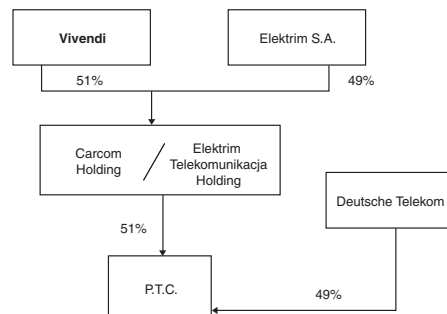 Vivendi
Elektrim S.A.
51%
49%
Carcom
Holding
Elektrim
Telekomunikacja
Holding
Deutsche Telekom
51%
P.T.C.
49%